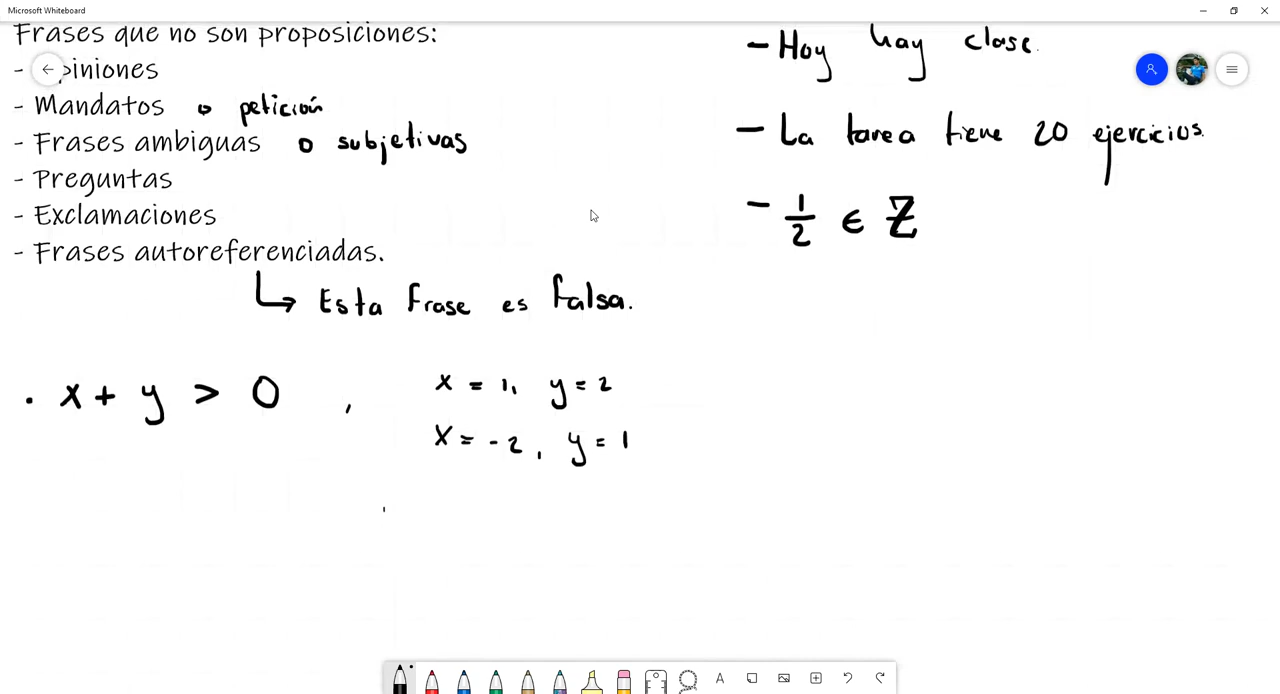 Microsoft Whiteboard
Frases que no son proposiciones:
- Opiniones
- Mandatos o petición
- Frases ambiguas o subjetivas
- Preguntas
- Exclamaciones
- Frases autoreferenciadas.
↳ Esta frase es falsa.
. x + y > 0 , x = 1, y = 2
x = -2, y = 1
- Hoy hay clase.
- La tarea tiene 20 ejercicios.
- 1/2 ∈ ℤ
A